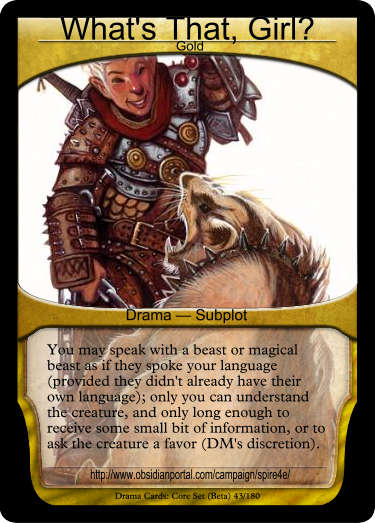 What's That, Girl?
Gold
Drama — Subplot
You may speak with a beast or magical
beast as if they spoke your language
(provided they didn't already have their
own language); only you can understand
the creature, and only long enough to
receive some small bit of information, or to
ask the creature a favor (DM's discretion).
http://www.obsidianportal.com/campaign/spire4e/
Drama Cards: Core Set (Beta) 43/180